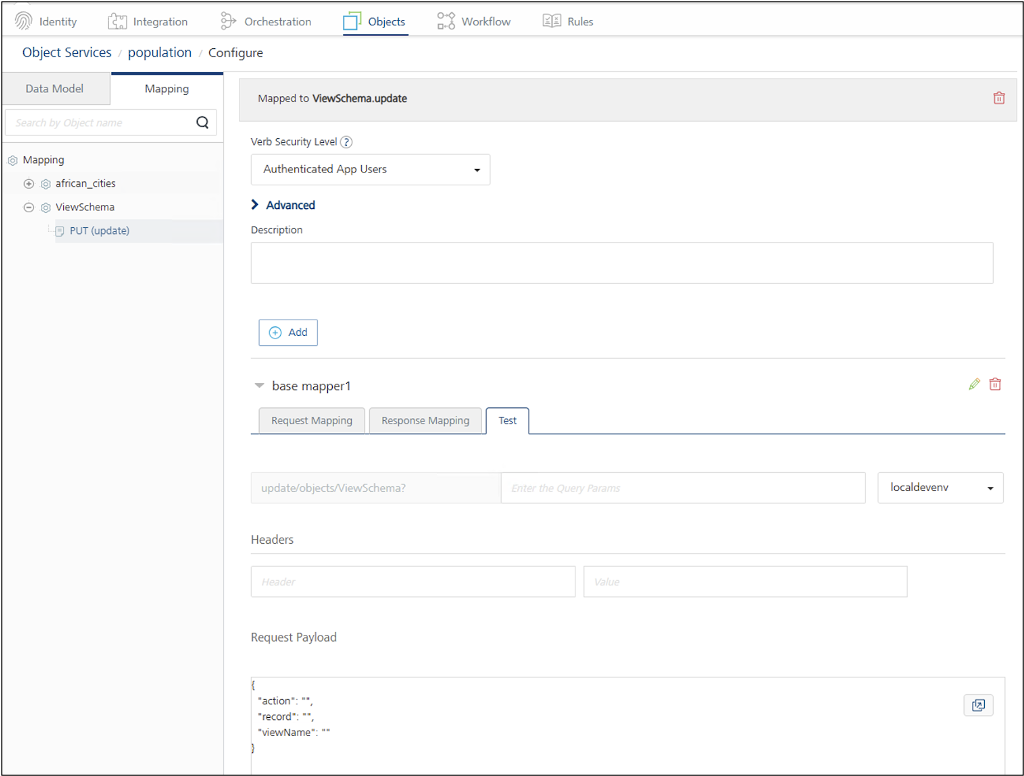 Identity Integration Orchestration Objects Workflow Rules
Object Services / population / Configure
Data Model Mapping
Search by Object name
Mapping
african_cities
ViewSchema
PUT (update)
Mapped to ViewSchema.update
Verb Security Level ?
Authenticated App Users
Advanced
Description
Add
base mapper1
Request Mapping Response Mapping Test
update/objects/ViewSchema? Enter the Query Params localdevenv
Headers
Header Value
Request Payload
{
"action": "",
"record": "",
"viewName": ""
}